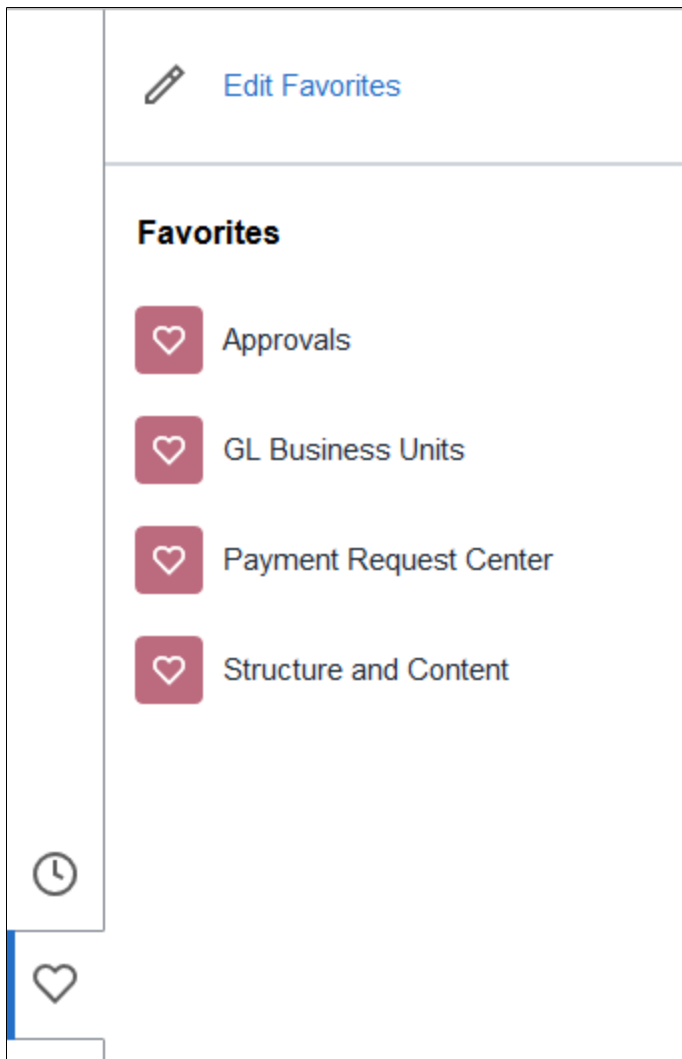 Edit Favorites
Favorites
Approvals
GL Business Units
Payment Request Center
Structure and Content